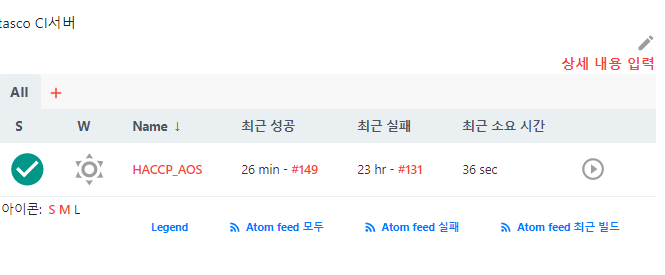 tasco CI서버
상세 내용 입력
All +
S W Name ↓ 최근 성공 최근 실패 최근 소요 시간
HACCP_AOS 26 min - #149 23 hr - #131 36 sec
아이콘: S M L
Legend Atom feed 모두 Atom feed 실패 Atom feed 최근 빌드